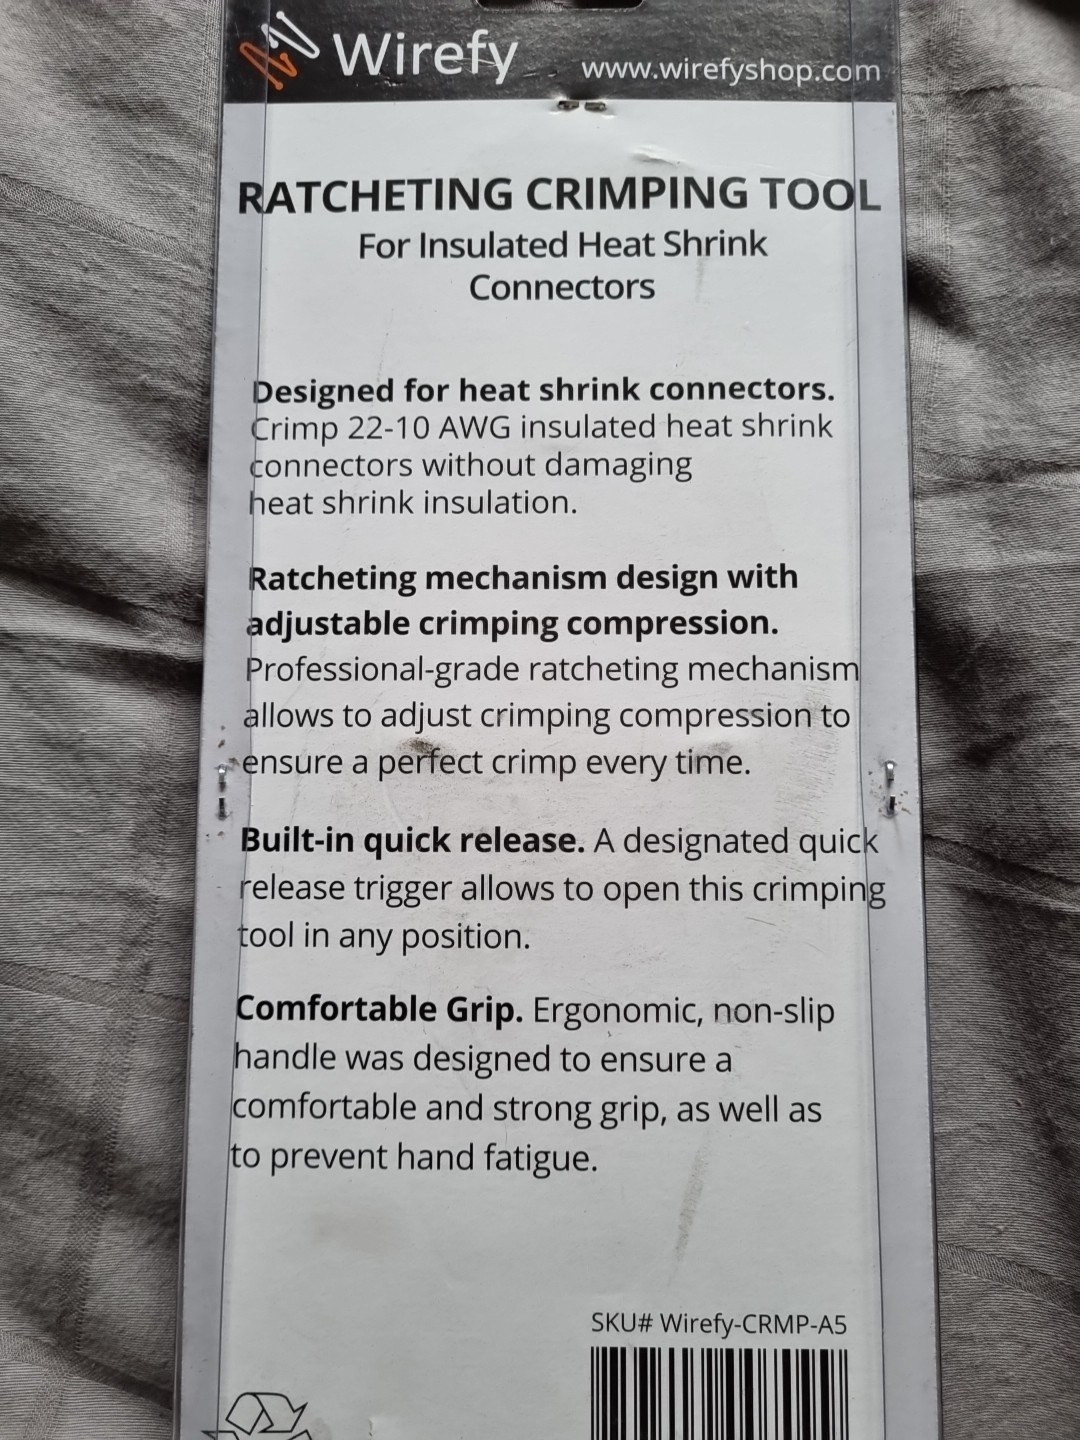 Wirefy
www.wirefyshop.com
RATCHETING CRIMPING TOOL
For Insulated Heat Shrink
Connectors
Designed for heat shrink connectors.
Crimp 22-10 AWG insulated heat shrink
connectors without damaging
heat shrink insulation.
Ratcheting mechanism design with
adjustable crimping compression.
Professional-grade ratcheting mechanism
allows to adjust crimping compression to
ensure a perfect crimp every time.
Built-in quick release. A designated quick
release trigger allows to open this crimping
tool in any position.
Comfortable Grip. Ergonomic, non-slip
handle was designed to ensure a
comfortable and strong grip, as well as
to prevent hand fatigue.
SKU# Wirefy-CRMP-A5